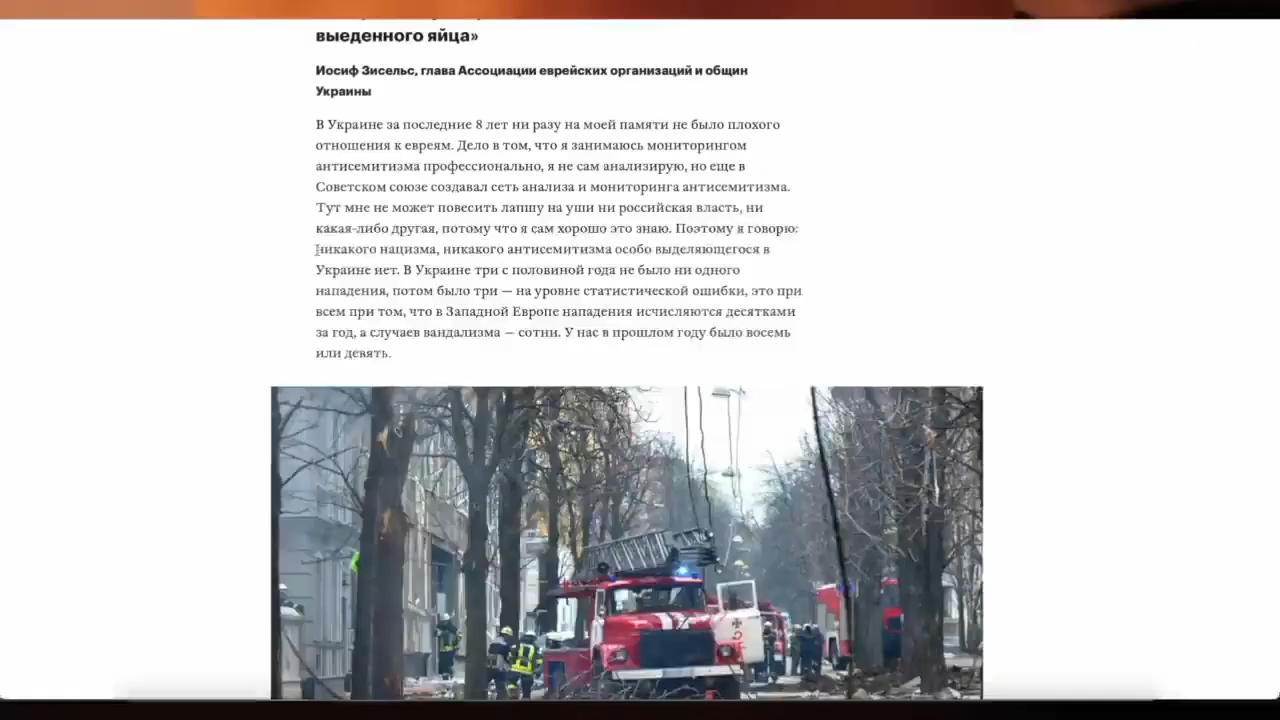 выеденного яйца»
Иосиф Зисельс, глава Ассоциации еврейских организаций и общин
Украины
В Украине за последние 8 лет ни разу на моей памяти не было плохого
отношения к евреям. Дело в том, что я занимаюсь мониторингом
антисемитизма профессионально, я не сам анализирую, но еще в
Советском союзе создавал сеть анализа и мониторинга антисемитизма.
Тут мне не может повесить лапшу на уши ни российская власть, ни
какая-либо другая, потому что я сам хорошо это знаю. Поэтому я говорю:
никакого нацизма, никакого антисемитизма особо выделяющегося в
Украине нет. В Украине три с половиной года не было ни одного
нападения, потом было три — на уровне статистической ошибки, это при
всем при том, что в Западной Европе нападения исчисляются десятками
за год, а случаев вандализма — сотни. У нас в прошлом году было восемь
или девять.